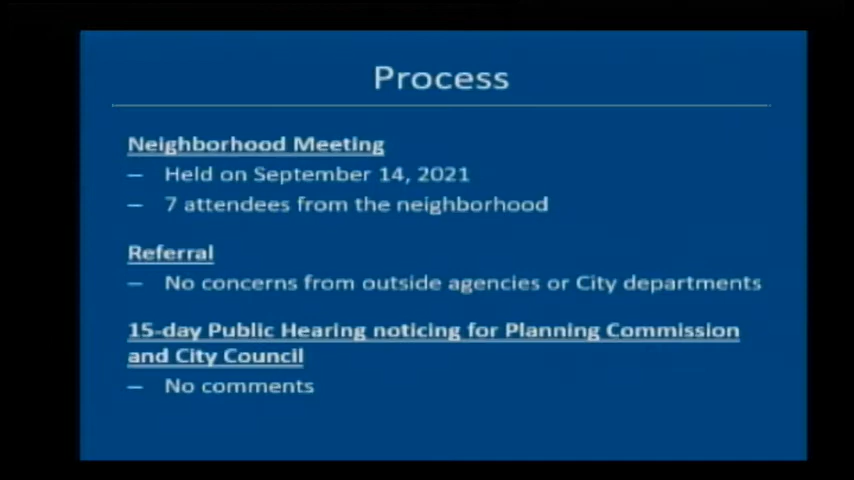 Process
Neighborhood Meeting
– Held on September 14, 2021
– 7 attendees from the neighborhood
Referral
– No concerns from outside agencies or City departments
15-day Public Hearing noticing for Planning Commission
and City Council
– No comments